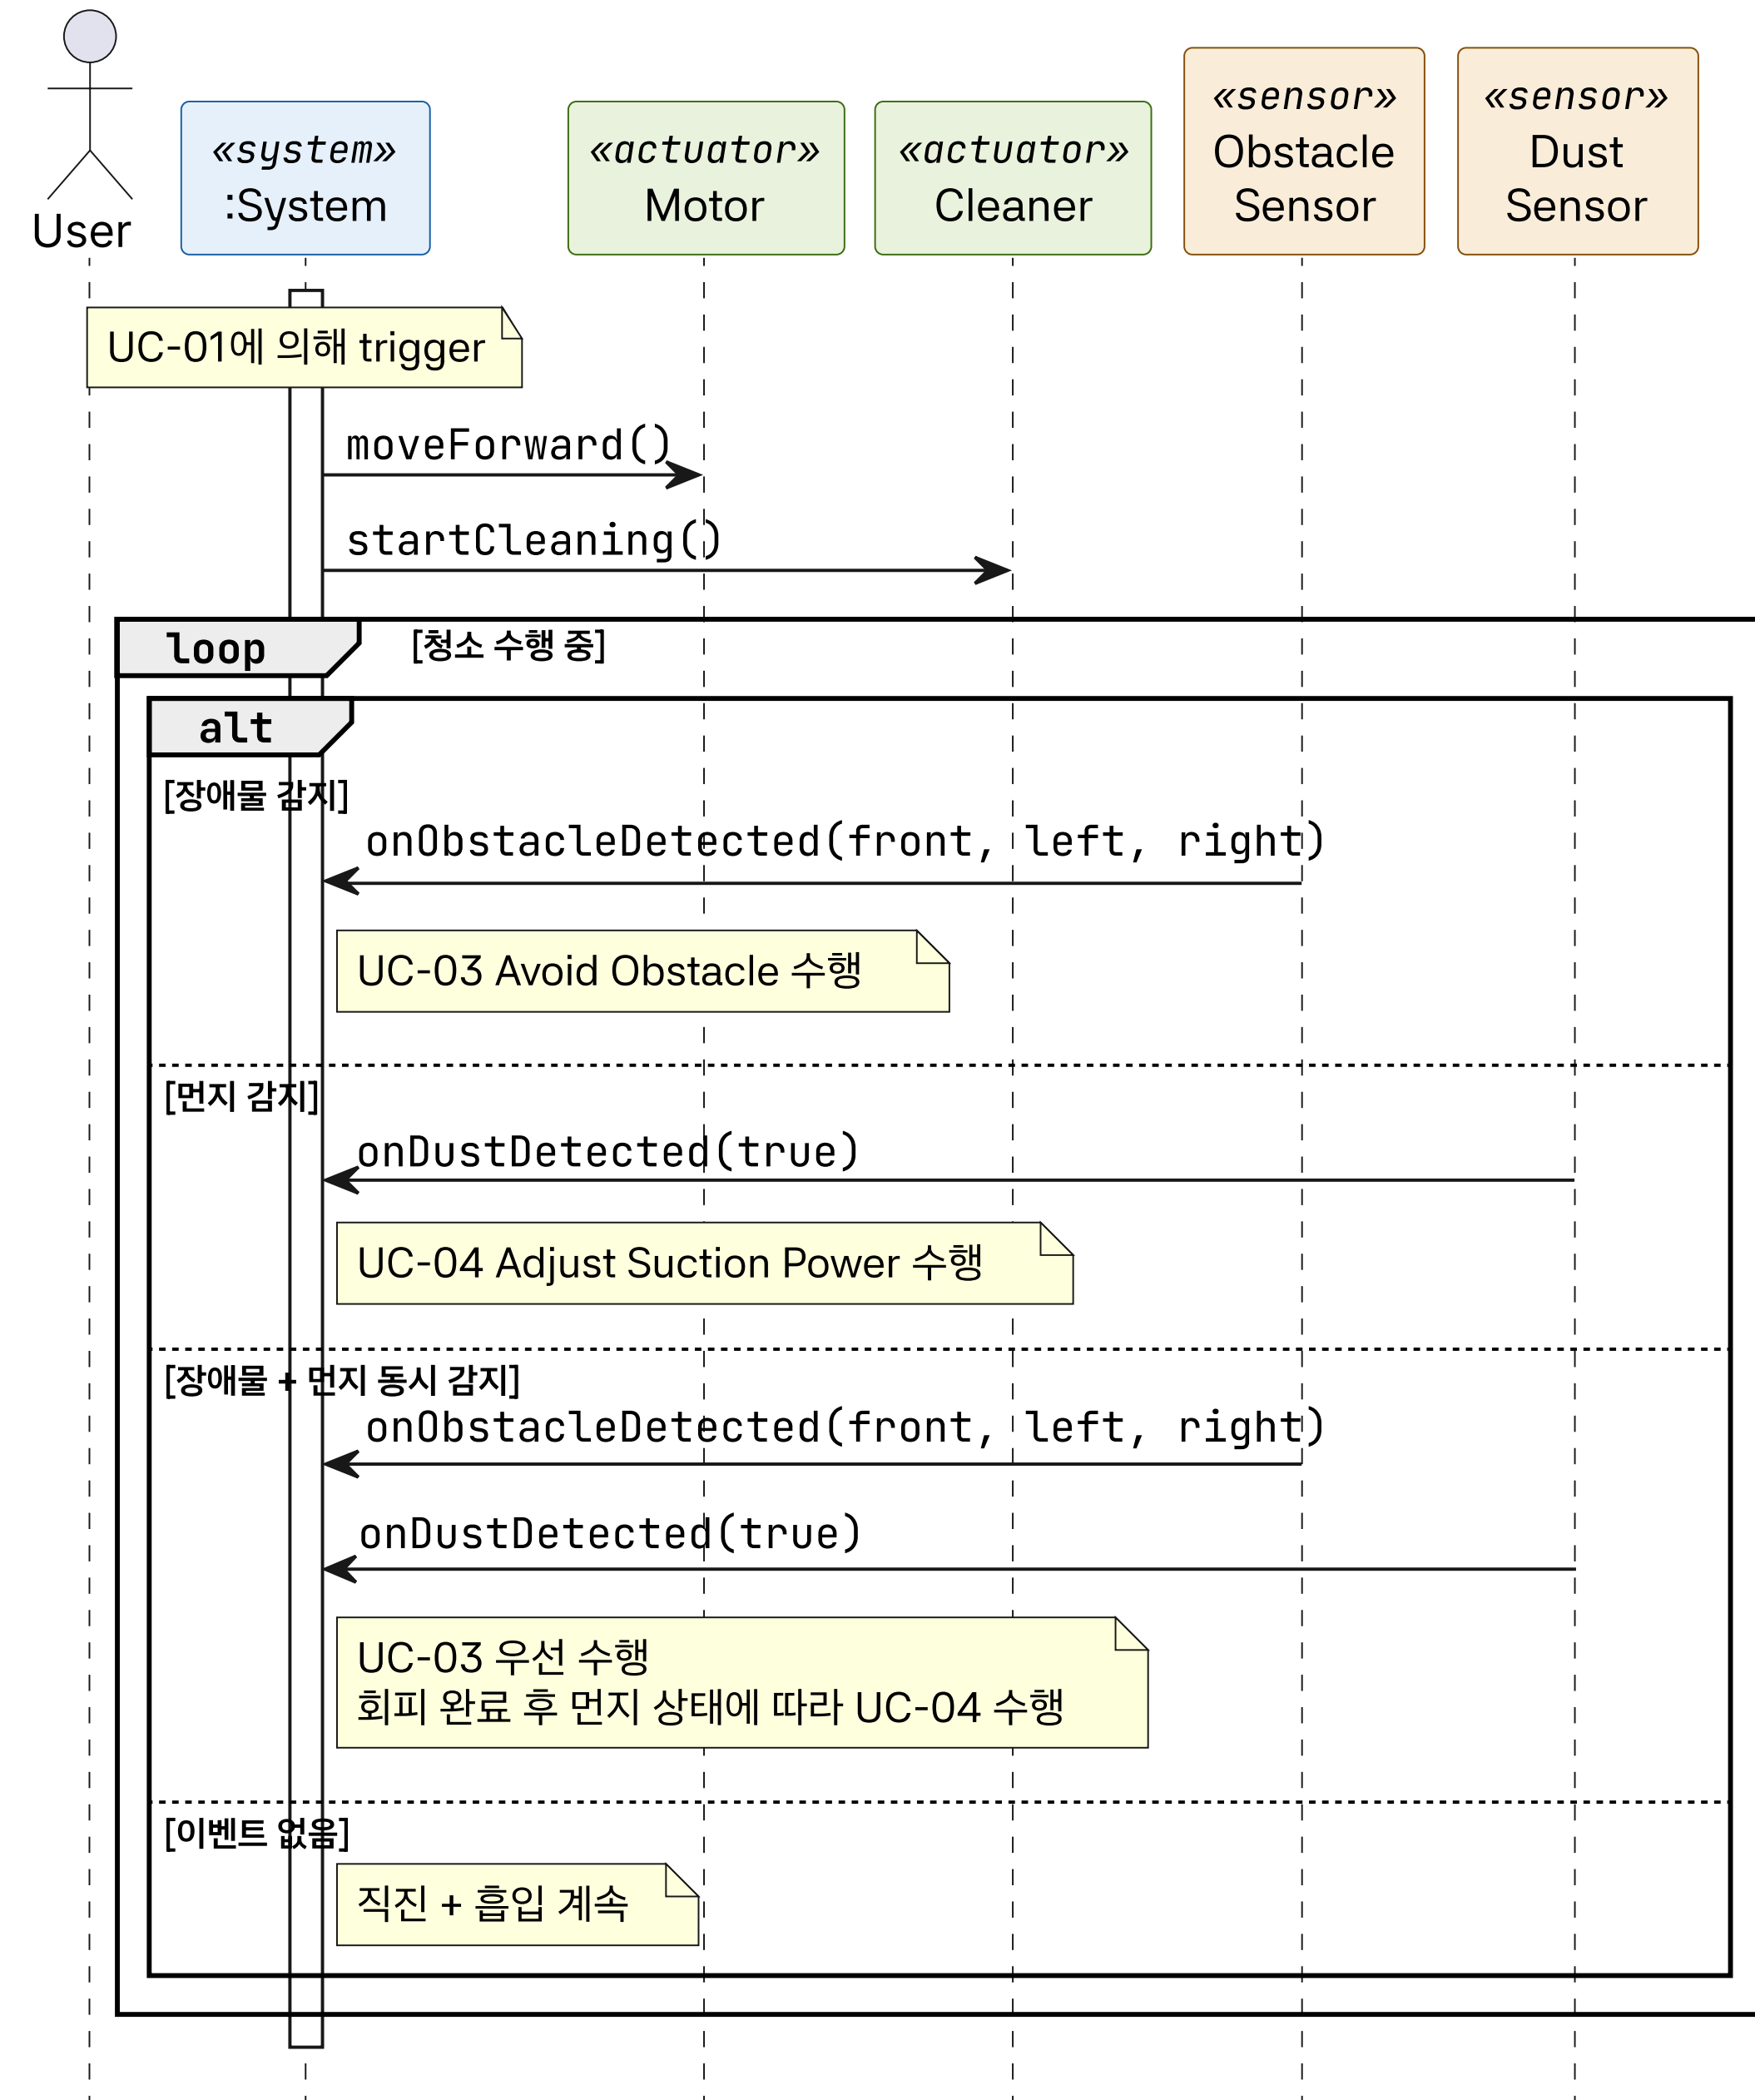 User
«system»
:System
«actuator»
Motor
«actuator»
Cleaner
«sensor»
Obstacle
Sensor
«sensor»
Dust
Sensor
UC-01에 의해 trigger
moveForward()
startCleaning()
loop [청소 수행 중]
alt
[장애물 감지]
onObstacleDetected(front, left, right)
UC-03 Avoid Obstacle 수행
[먼지 감지]
onDustDetected(true)
UC-04 Adjust Suction Power 수행
[장애물 + 먼지 동시 감지]
onObstacleDetected(front, left, right)
onDustDetected(true)
UC-03 우선 수행
회피 완료 후 먼지 상태에 따라 UC-04 수행
[이벤트 없음]
직진 + 흡입 계속